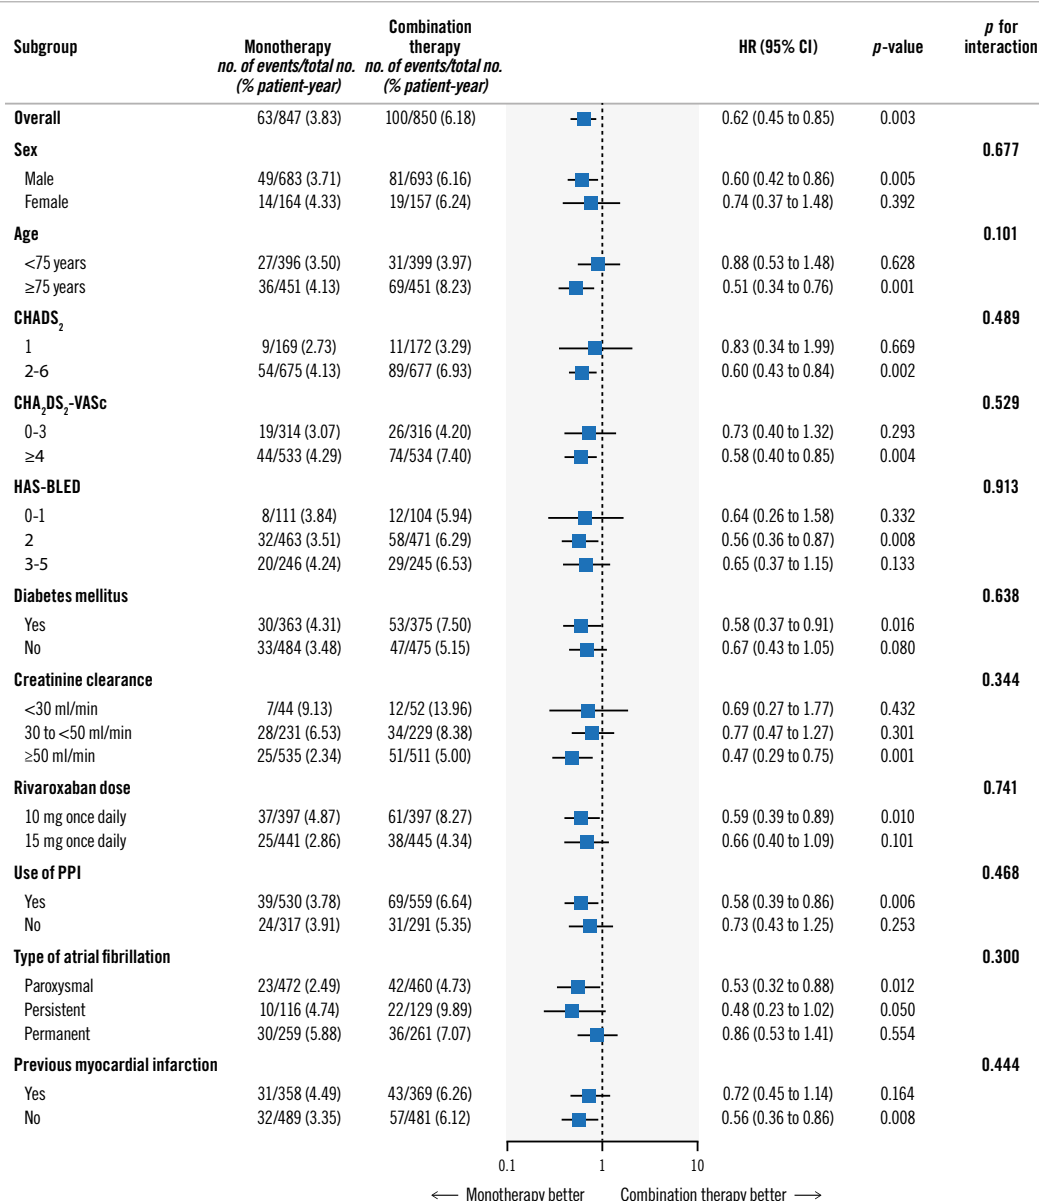 Subgroup Monotherapy no. of events/total no. (% patient-year) Combination therapy no. of events/total no. (% patient-year) HR (95% CI) p-value p for interaction
Overall 63/847 (3.83) 100/850 (6.18) 0.62 (0.45 to 0.85) 0.003
Sex 0.677
Male 49/683 (3.71) 81/693 (6.16) 0.60 (0.42 to 0.86) 0.005
Female 14/164 (4.33) 19/157 (6.24) 0.74 (0.37 to 1.48) 0.392
Age 0.101
<75 years 27/396 (3.50) 31/399 (3.97) 0.88 (0.53 to 1.48) 0.628
≥75 years 36/451 (4.13) 69/451 (8.23) 0.51 (0.34 to 0.76) 0.001
CHADS₂ 0.489
1 9/169 (2.73) 11/172 (3.29) 0.83 (0.34 to 1.99) 0.669
2-6 54/675 (4.13) 89/677 (6.93) 0.60 (0.43 to 0.84) 0.002
CHA₂DS₂-VASc 0.529
0-3 19/314 (3.07) 26/316 (4.20) 0.73 (0.40 to 1.32) 0.293
≥4 44/533 (4.29) 74/534 (7.40) 0.58 (0.40 to 0.85) 0.004
HAS-BLED 0.913
0-1 8/111 (3.84) 12/104 (5.94) 0.64 (0.26 to 1.58) 0.332
2 32/463 (3.51) 58/471 (6.29) 0.56 (0.36 to 0.87) 0.008
3-5 20/246 (4.24) 29/245 (6.53) 0.65 (0.37 to 1.15) 0.133
Diabetes mellitus 0.638
Yes 30/363 (4.31) 53/375 (7.50) 0.58 (0.37 to 0.91) 0.016
No 33/484 (3.48) 47/475 (5.15) 0.67 (0.43 to 1.05) 0.080
Creatinine clearance 0.344
<30 ml/min 7/44 (9.13) 12/52 (13.96) 0.69 (0.27 to 1.77) 0.432
30 to <50 ml/min 28/231 (6.53) 34/229 (8.38) 0.77 (0.47 to 1.27) 0.301
≥50 ml/min 25/535 (2.34) 51/511 (5.00) 0.47 (0.29 to 0.75) 0.001
Rivaroxaban dose 0.741
10 mg once daily 37/397 (4.87) 61/397 (8.27) 0.59 (0.39 to 0.89) 0.010
15 mg once daily 25/441 (2.86) 38/445 (4.34) 0.66 (0.40 to 1.09) 0.101
Use of PPI 0.468
Yes 39/530 (3.78) 69/559 (6.64) 0.58 (0.39 to 0.86) 0.006
No 24/317 (3.91) 31/291 (5.35) 0.73 (0.43 to 1.25) 0.253
Type of atrial fibrillation 0.300
Paroxysmal 23/472 (2.49) 42/460 (4.73) 0.53 (0.32 to 0.88) 0.012
Persistent 10/116 (4.74) 22/129 (9.89) 0.48 (0.23 to 1.02) 0.050
Permanent 30/259 (5.88) 36/261 (7.07) 0.86 (0.53 to 1.41) 0.554
Previous myocardial infarction 0.444
Yes 31/358 (4.49) 43/369 (6.26) 0.72 (0.45 to 1.14) 0.164
No 32/489 (3.35) 57/481 (6.12) 0.56 (0.36 to 0.86) 0.008
0.1 1 10
← Monotherapy better Combination therapy better →